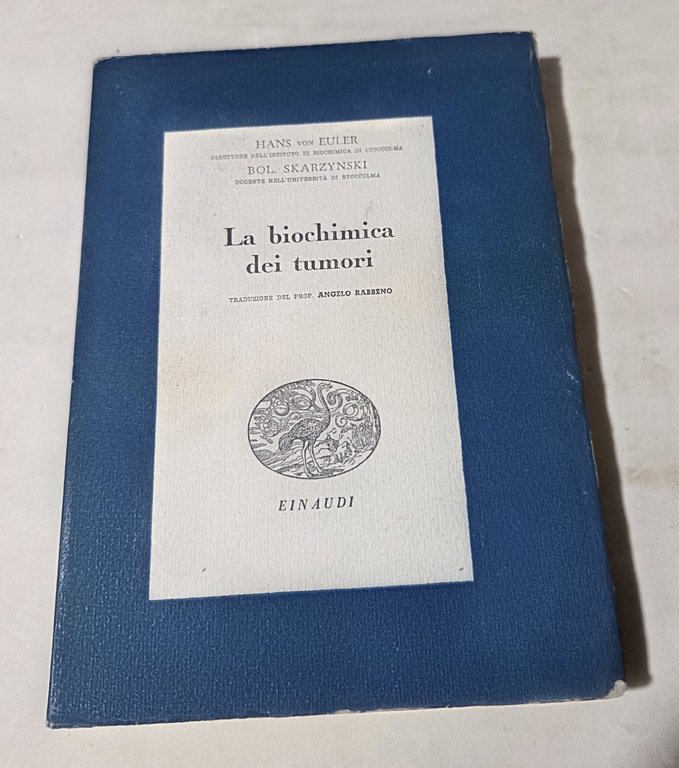 HANS VON EULER
DIRETTORE DELL'ISTITUTO DI BIOCHIMICA DI STOCCOLMA
BOL. SKARZYNSKI
DOCENTE NELL'UNIVERSITÀ DI STOCCOLMA
La biochimica
dei tumori
TRADUZIONE DEL PROF. ANGELO RABBENO
EINAUDI